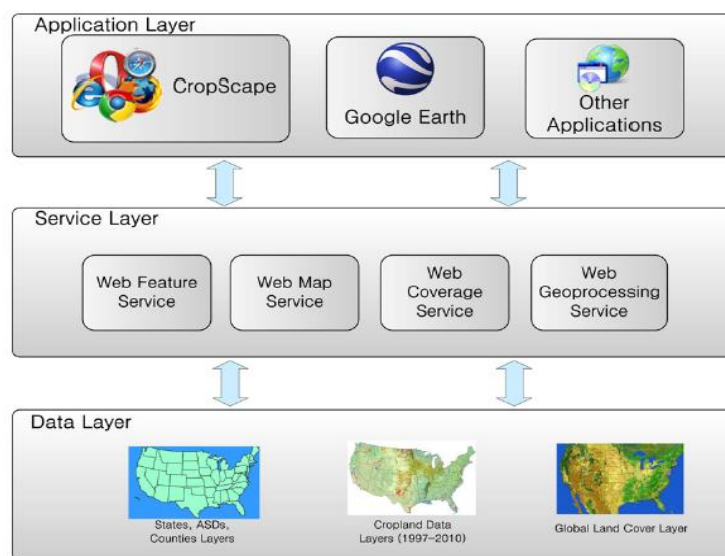 Application Layer
CropScape
Google Earth
Other
Applications
Service Layer
Web Feature
Service
Web Map
Service
Web
Coverage
Service
Web
Geoprocessing
Service
Data Layer
States, ASDs,
Counties Layers
Cropland Data
Layers (1997-2010)
Global Land Cover Layer